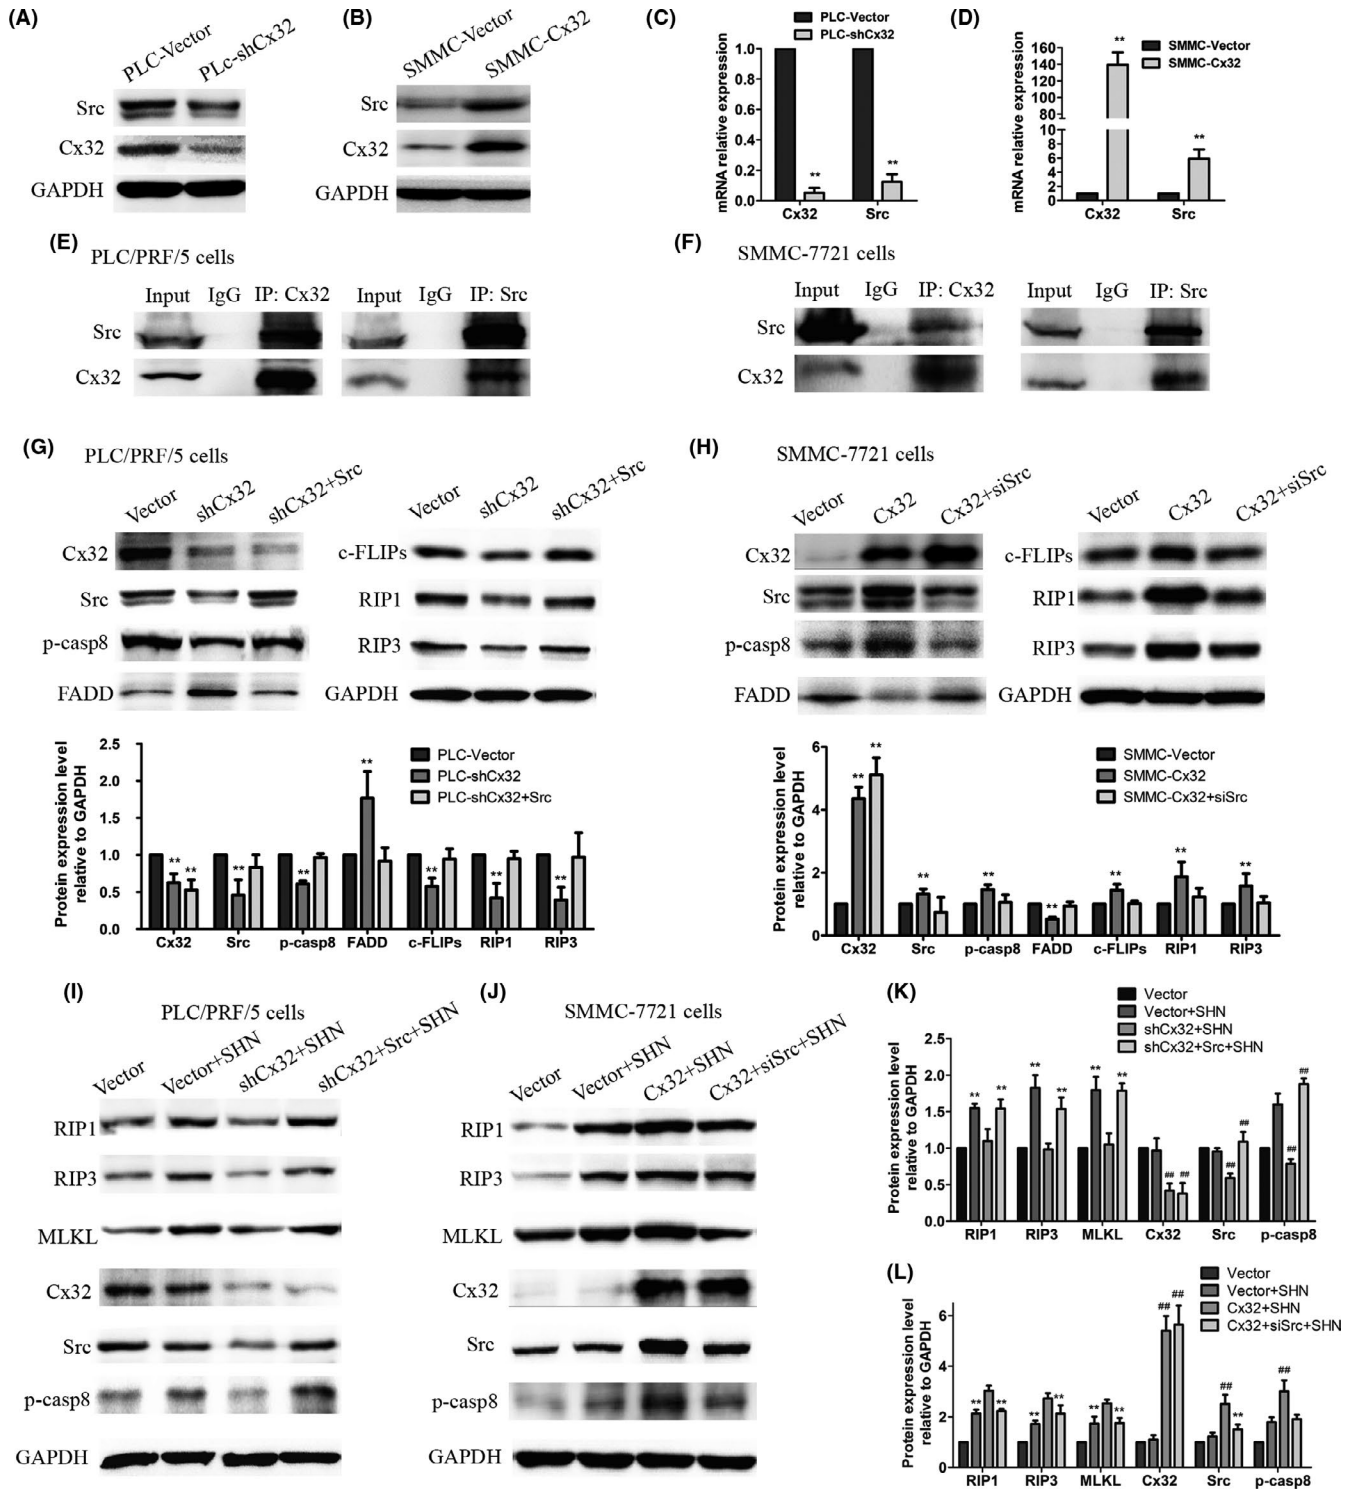 (A)
PLC-Vector
PLc-shCx32
Src
Cx32
GAPDH
(B)
SMMC-Vector
SMMC-Cx32
Src
Cx32
GAPDH
(C)
PLC-Vector
PLC-shCx32
mRNA relative expression
1.0
0.8
0.6
0.4
0.2
0.0
** **
Cx32 Src
(D)
SMMC-Vector
SMMC-Cx32
mRNA relative expression
160
140
120
100
80
10
8
6
4
2
0
** **
Cx32 Src
(E)
PLC/PRF/5 cells
Input IgG IP: Cx32 Input IgG IP: Src
Src
Cx32
(F)
SMMC-7721 cells
Input IgG IP: Cx32 Input IgG IP: Src
Src
Cx32
(G)
PLC/PRF/5 cells
Vector shCx32 shCx32+Src
Cx32
Src
p-casp8
FADD
Vector shCx32 shCx32+Src
c-FLIPs
RIP1
RIP3
GAPDH
Protein expression level
relative to GAPDH
2.5
2.0
1.5
1.0
0.5
0.0
PLC-Vector
PLC-shCx32
PLC-shCx32+Src
** ** ** ** ** ** ** **
Cx32 Src p-casp8 FADD c-FLIPs RIP1 RIP3
(H)
SMMC-7721 cells
Vector Cx32 Cx32+siSrc
Cx32
Src
p-casp8
FADD
Vector Cx32 Cx32+siSrc
c-FLIPs
RIP1
RIP3
GAPDH
Protein expression level
relative to GAPDH
6
4
2
0
SMMC-Vector
SMMC-Cx32
SMMC-Cx32+siSrc
** ** ** ** ** ** ** **
Cx32 Src p-casp8 FADD c-FLIPs RIP1 RIP3
(I)
PLC/PRF/5 cells
Vector Vector+SHN shCx32+SHN shCx32+Src+SHN
RIP1
RIP3
MLKL
Cx32
Src
p-casp8
GAPDH
(J)
SMMC-7721 cells
Vector Vector+SHN Cx32+SHN Cx32+siSrc+SHN
RIP1
RIP3
MLKL
Cx32
Src
p-casp8
GAPDH
(K)
Vector
Vector+SHN
shCx32+SHN
shCx32+Src+SHN
Protein expression level
relative to GAPDH
2.5
2.0
1.5
1.0
0.5
0.0
** ** ** ** ** ** ## ## ## ## ## ##
RIP1 RIP3 MLKL Cx32 Src p-casp8
(L)
Vector
Vector+SHN
Cx32+SHN
Cx32+siSrc+SHN
Protein expression level
relative to GAPDH
6
4
2
0
** ** ** ** ** ** ## ## ## ** ##
RIP1 RIP3 MLKL Cx32 Src p-casp8